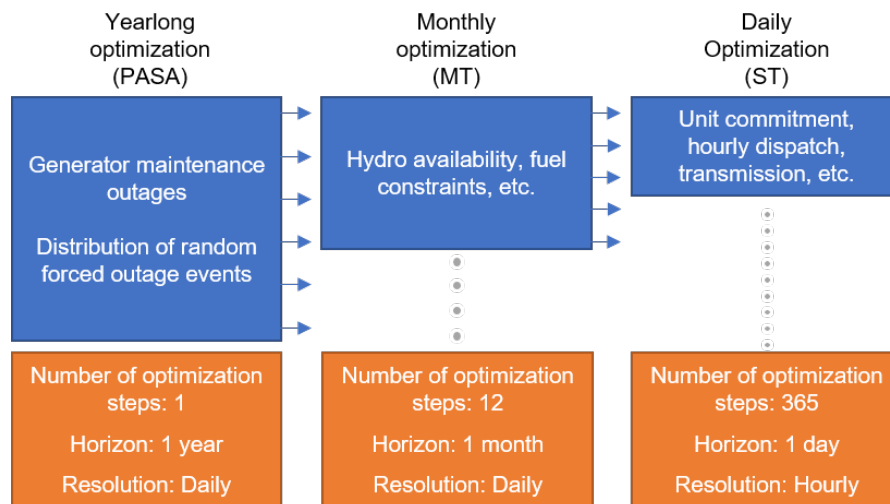 Yearlong
optimization
(PASA)
Monthly
optimization
(MT)
Daily
Optimization
(ST)
Generator maintenance
outages
Distribution of random
forced outage events
Hydro availability, fuel
constraints, etc.
Unit commitment,
hourly dispatch,
transmission, etc.
Number of optimization
steps: 1
Horizon: 1 year
Resolution: Daily
Number of optimization
steps: 12
Horizon: 1 month
Resolution: Daily
Number of optimization
steps: 365
Horizon: 1 day
Resolution: Hourly